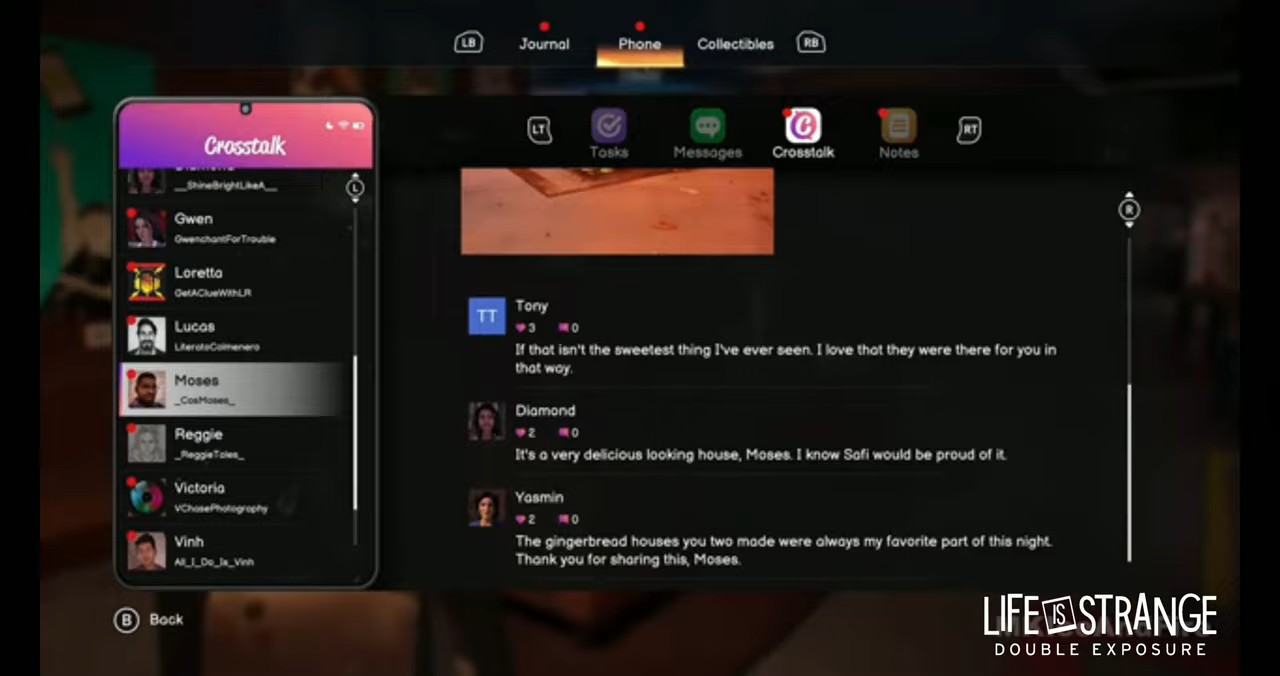 LB Journal Phone Collectibles RB
Crosstalk
LT Tasks Messages Crosstalk Notes RT
__ShineBrightLikeA__
L
Gwen
GwenchantForTrouble
Loretta
GetAClueWithLR
Lucas
LiteratoColmenero
Moses
_CosMoses_
Reggie
_ReggieTales_
Victoria
VChasePhotography
Vinh
All_I_Do_Is_Vinh
R
TT
Tony
3 0
If that isn't the sweetest thing I've ever seen. I love that they were there for you in
that way.
Diamond
2 0
It's a very delicious looking house, Moses. I know Safi would be proud of it.
Yasmin
2 0
The gingerbread houses you two made were always my favorite part of this night.
Thank you for sharing this, Moses.
B Back
LIFE IS STRANGE
DOUBLE EXPOSURE